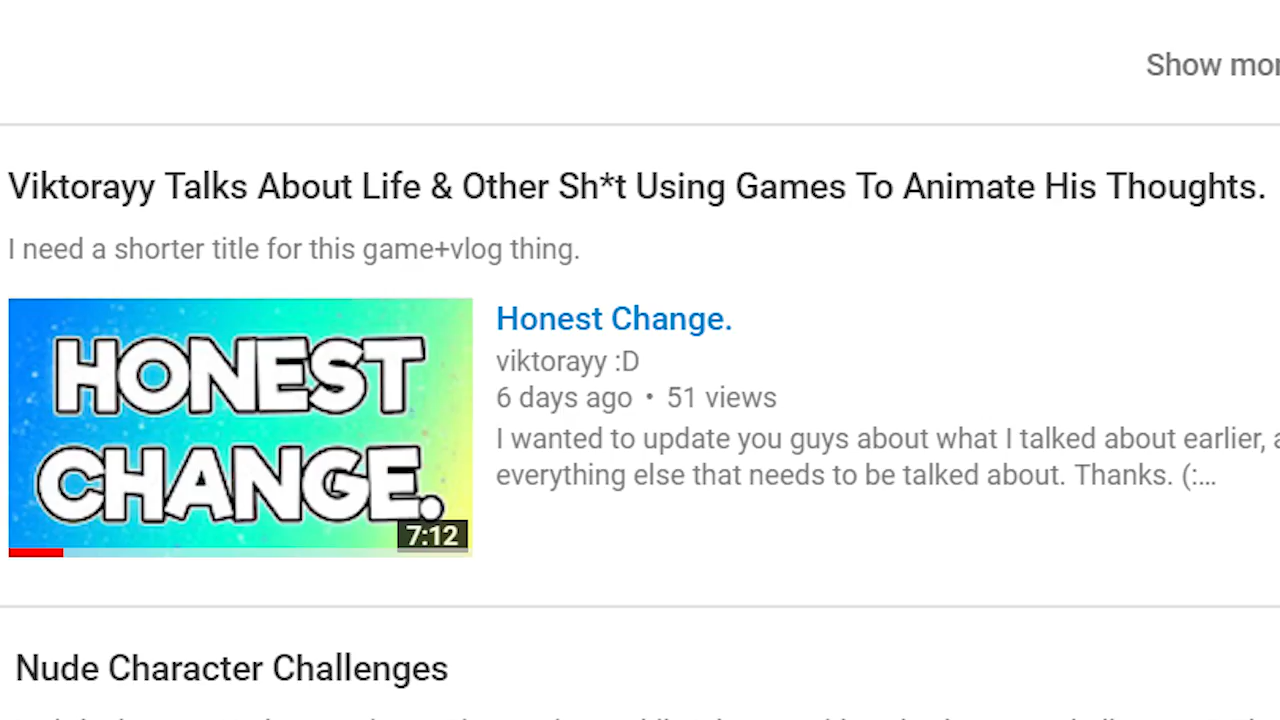 Show mor
Viktorayy Talks About Life & Other Sh*t Using Games To Animate His Thoughts.
I need a shorter title for this game+vlog thing.
HONEST
CHANGE.
7:12
Honest Change.
viktorayy :D
6 days ago • 51 views
I wanted to update you guys about what I talked about earlier, a
everything else that needs to be talked about. Thanks. (:...
Nude Character Challenges